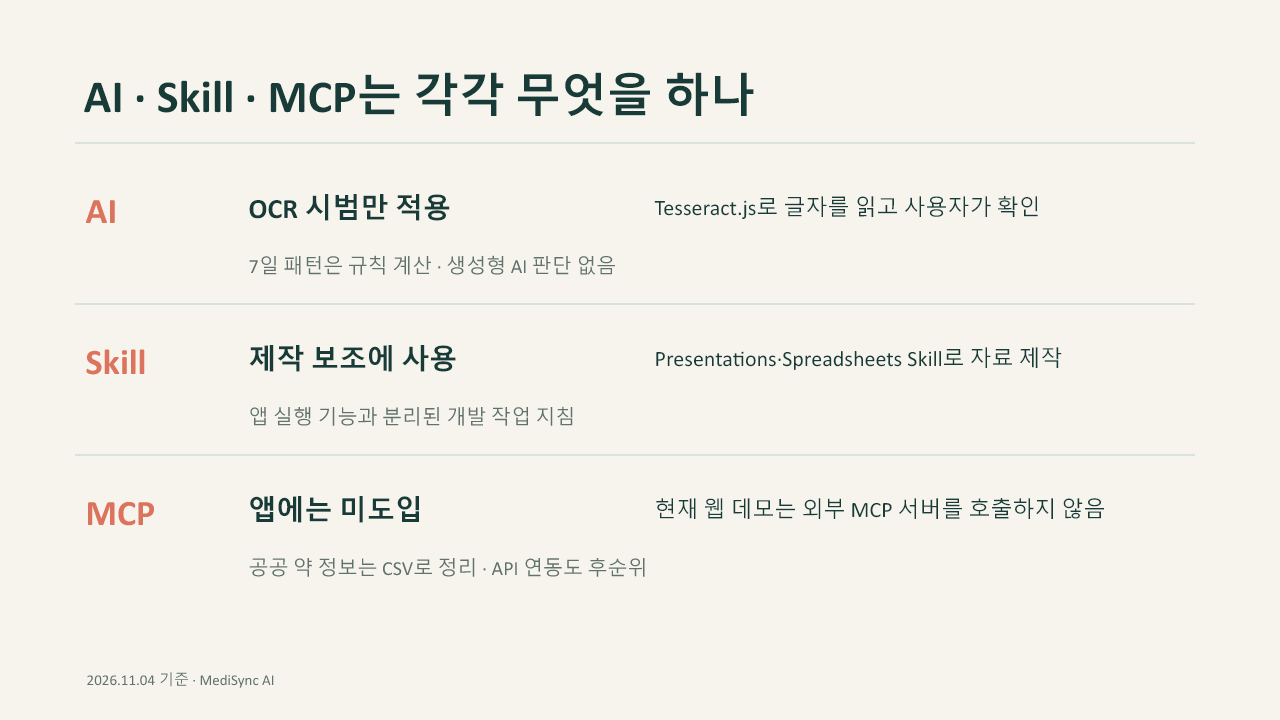 AI · Skill · MCP는 각각 무엇을 하나
AI
OCR 시범만 적용
Tesseract.js로 글자를 읽고 사용자가 확인
7일 패턴은 규칙 계산 · 생성형 AI 판단 없음
Skill
제작 보조에 사용
Presentations·Spreadsheets Skill로 자료 제작
앱 실행 기능과 분리된 개발 작업 지침
MCP
앱에는 미도입
현재 웹 데모는 외부 MCP 서버를 호출하지 않음
공공 약 정보는 CSV로 정리 · API 연동도 후순위
2026.11.04 기준 · MediSync AI